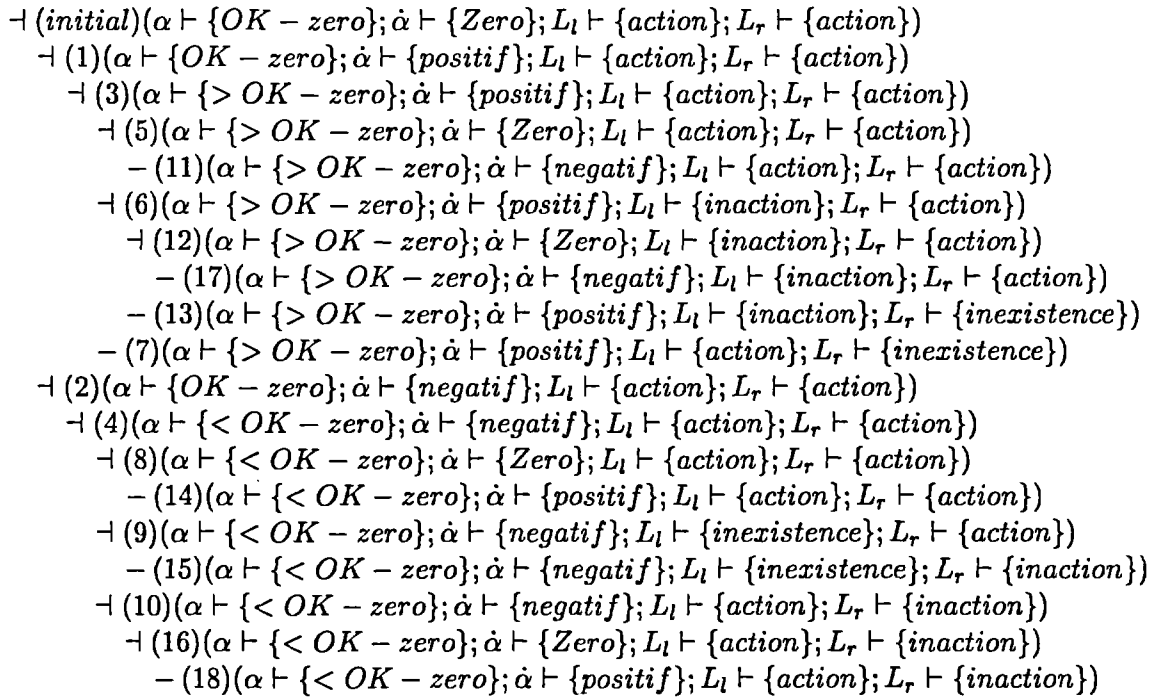 ⊣ (initial)(α ⊢ {OK − zero}; α̇ ⊢ {Zero}; L_l ⊢ {action}; L_r ⊢ {action})
⊣ (1)(α ⊢ {OK − zero}; α̇ ⊢ {positif}; L_l ⊢ {action}; L_r ⊢ {action})
⊣ (3)(α ⊢ {> OK − zero}; α̇ ⊢ {positif}; L_l ⊢ {action}; L_r ⊢ {action})
⊣ (5)(α ⊢ {> OK − zero}; α̇ ⊢ {Zero}; L_l ⊢ {action}; L_r ⊢ {action})
− (11)(α ⊢ {> OK − zero}; α̇ ⊢ {negatif}; L_l ⊢ {action}; L_r ⊢ {action})
⊣ (6)(α ⊢ {> OK − zero}; α̇ ⊢ {positif}; L_l ⊢ {inaction}; L_r ⊢ {action})
⊣ (12)(α ⊢ {> OK − zero}; α̇ ⊢ {Zero}; L_l ⊢ {inaction}; L_r ⊢ {action})
− (17)(α ⊢ {> OK − zero}; α̇ ⊢ {negatif}; L_l ⊢ {inaction}; L_r ⊢ {action})
− (13)(α ⊢ {> OK − zero}; α̇ ⊢ {positif}; L_l ⊢ {inaction}; L_r ⊢ {inexistence})
− (7)(α ⊢ {> OK − zero}; α̇ ⊢ {positif}; L_l ⊢ {action}; L_r ⊢ {inexistence})
⊣ (2)(α ⊢ {OK − zero}; α̇ ⊢ {negatif}; L_l ⊢ {action}; L_r ⊢ {action})
⊣ (4)(α ⊢ {< OK − zero}; α̇ ⊢ {negatif}; L_l ⊢ {action}; L_r ⊢ {action})
⊣ (8)(α ⊢ {< OK − zero}; α̇ ⊢ {Zero}; L_l ⊢ {action}; L_r ⊢ {action})
− (14)(α ⊢ {< OK − zero}; α̇ ⊢ {positif}; L_l ⊢ {action}; L_r ⊢ {action})
⊣ (9)(α ⊢ {< OK − zero}; α̇ ⊢ {negatif}; L_l ⊢ {inexistence}; L_r ⊢ {action})
− (15)(α ⊢ {< OK − zero}; α̇ ⊢ {negatif}; L_l ⊢ {inexistence}; L_r ⊢ {inaction})
⊣ (10)(α ⊢ {< OK − zero}; α̇ ⊢ {negatif}; L_l ⊢ {action}; L_r ⊢ {inaction})
⊣ (16)(α ⊢ {< OK − zero}; α̇ ⊢ {Zero}; L_l ⊢ {action}; L_r ⊢ {inaction})
− (18)(α ⊢ {< OK − zero}; α̇ ⊢ {positif}; L_l ⊢ {action}; L_r ⊢ {inaction})